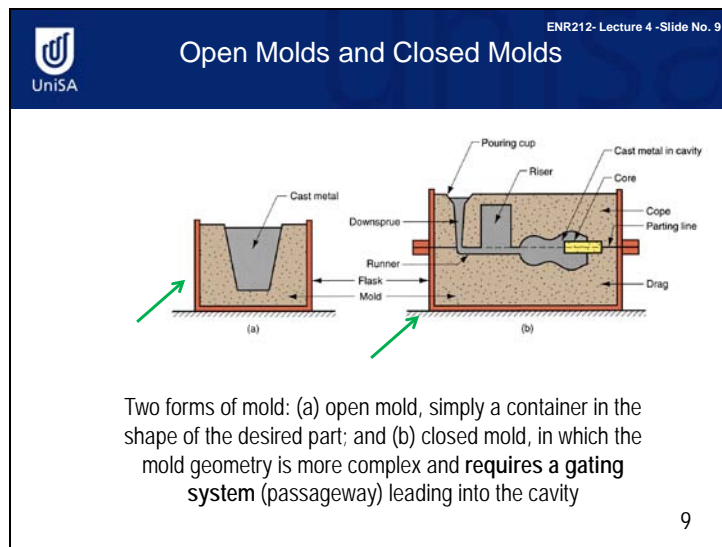 ENR212- Lecture 4 -Slide No. 9
UniSA
Open Molds and Closed Molds
Pouring cup
Cast metal in cavity
Riser
Core
Cast metal
Cope
Downsprue
Parting line
Runner
Flask
Mold
Drag
(a)
(b)
Two forms of mold: (a) open mold, simply a container in the
shape of the desired part; and (b) closed mold, in which the
mold geometry is more complex and requires a gating
system (passageway) leading into the cavity
9